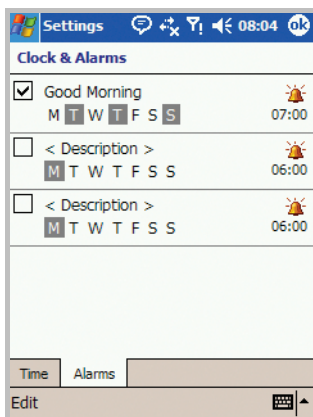 Settings 08:04 ok
Clock & Alarms
Good Morning
M T W T F S S 07:00
< Description >
M T W T F S S 06:00
< Description >
M T W T F S S 06:00
Time Alarms
Edit